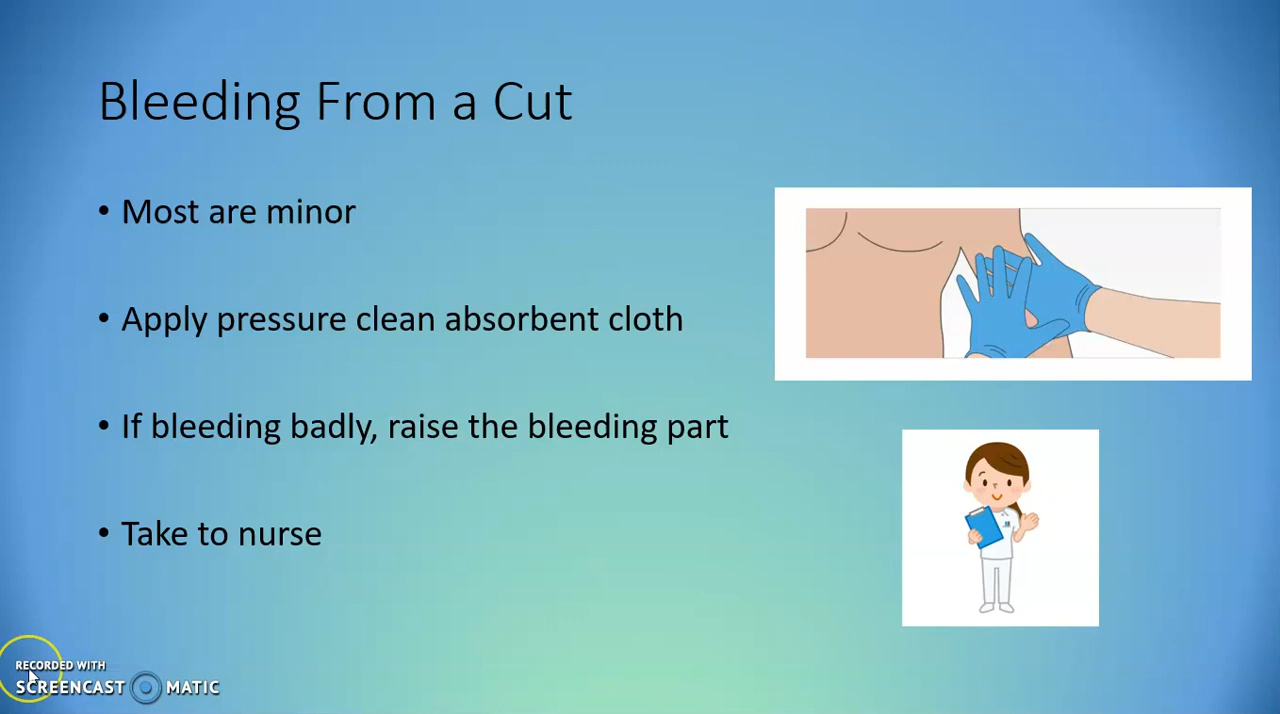 Bleeding From a Cut
• Most are minor
• Apply pressure clean absorbent cloth
• If bleeding badly, raise the bleeding part
• Take to nurse
RECORDED WITH
SCREENCAST MATIC